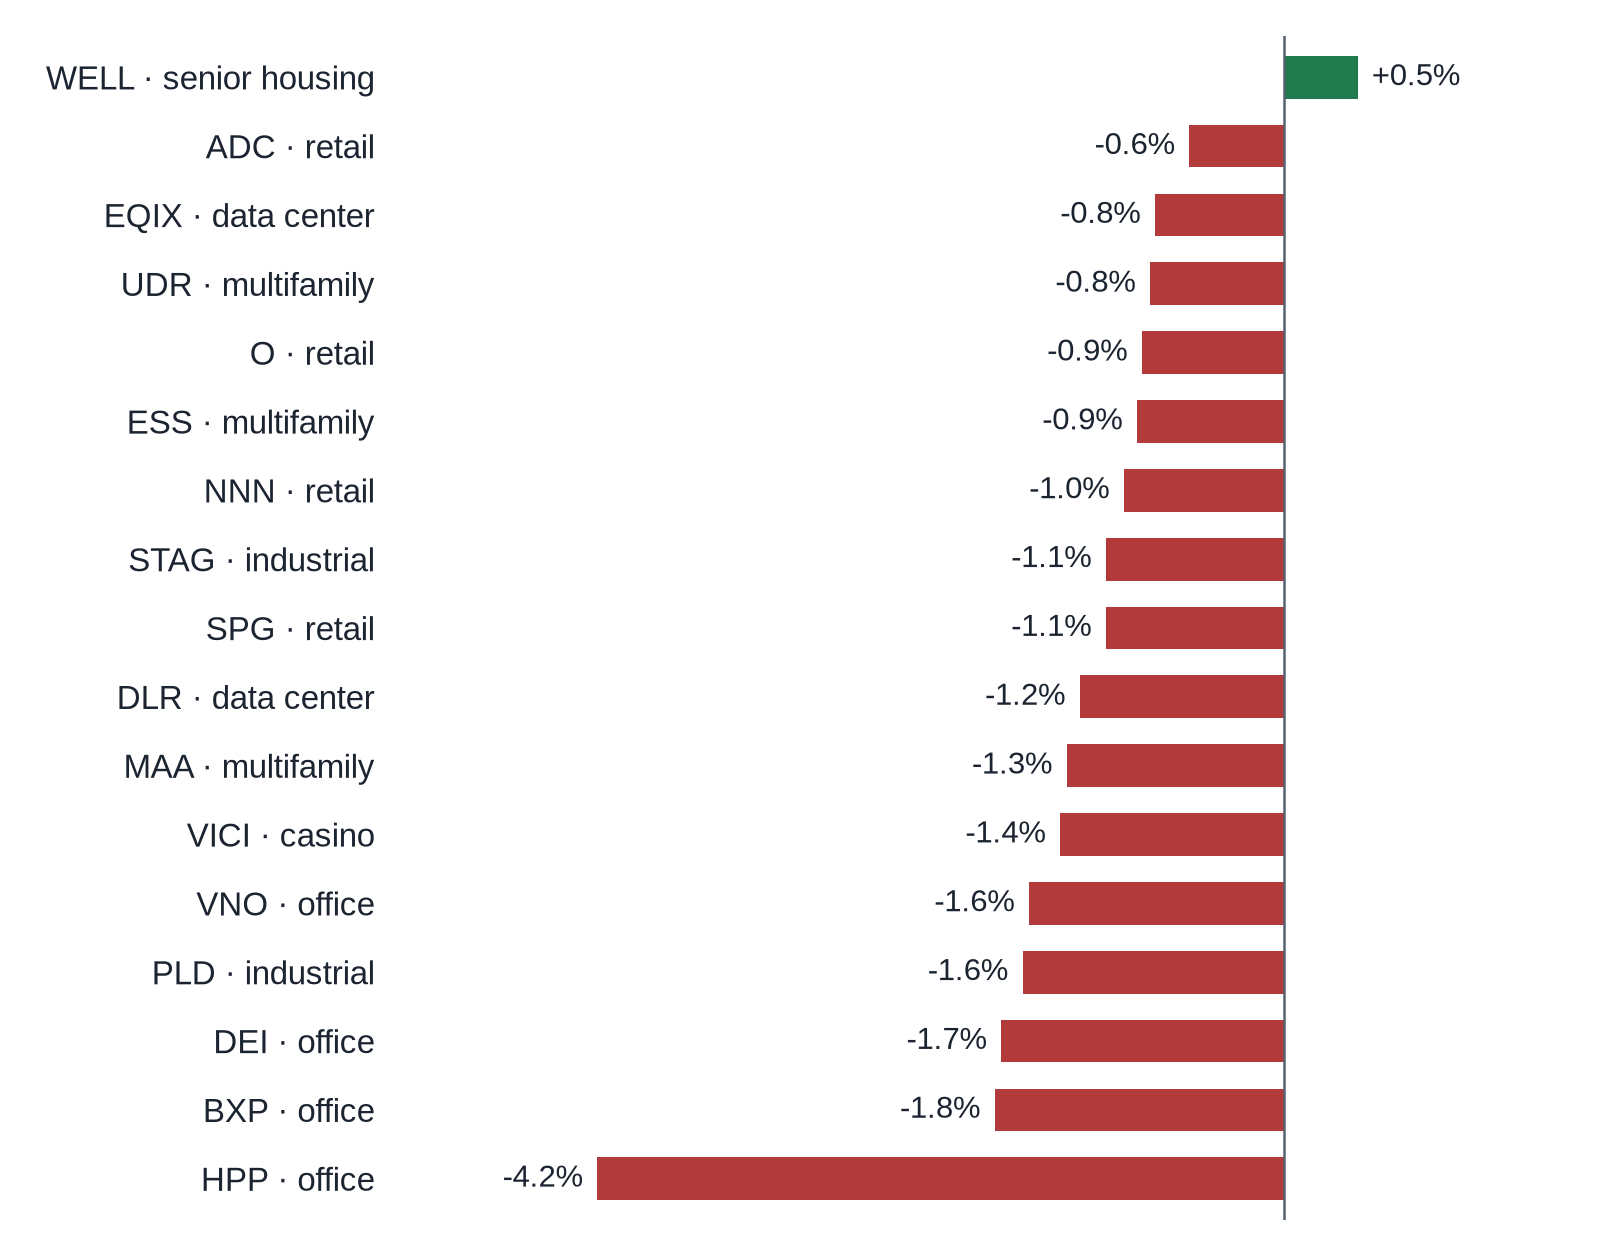 WELL · senior housing +0.5%
ADC · retail -0.6%
EQIX · data center -0.8%
UDR · multifamily -0.8%
O · retail -0.9%
ESS · multifamily -0.9%
NNN · retail -1.0%
STAG · industrial -1.1%
SPG · retail -1.1%
DLR · data center -1.2%
MAA · multifamily -1.3%
VICI · casino -1.4%
VNO · office -1.6%
PLD · industrial -1.6%
DEI · office -1.7%
BXP · office -1.8%
HPP · office -4.2%